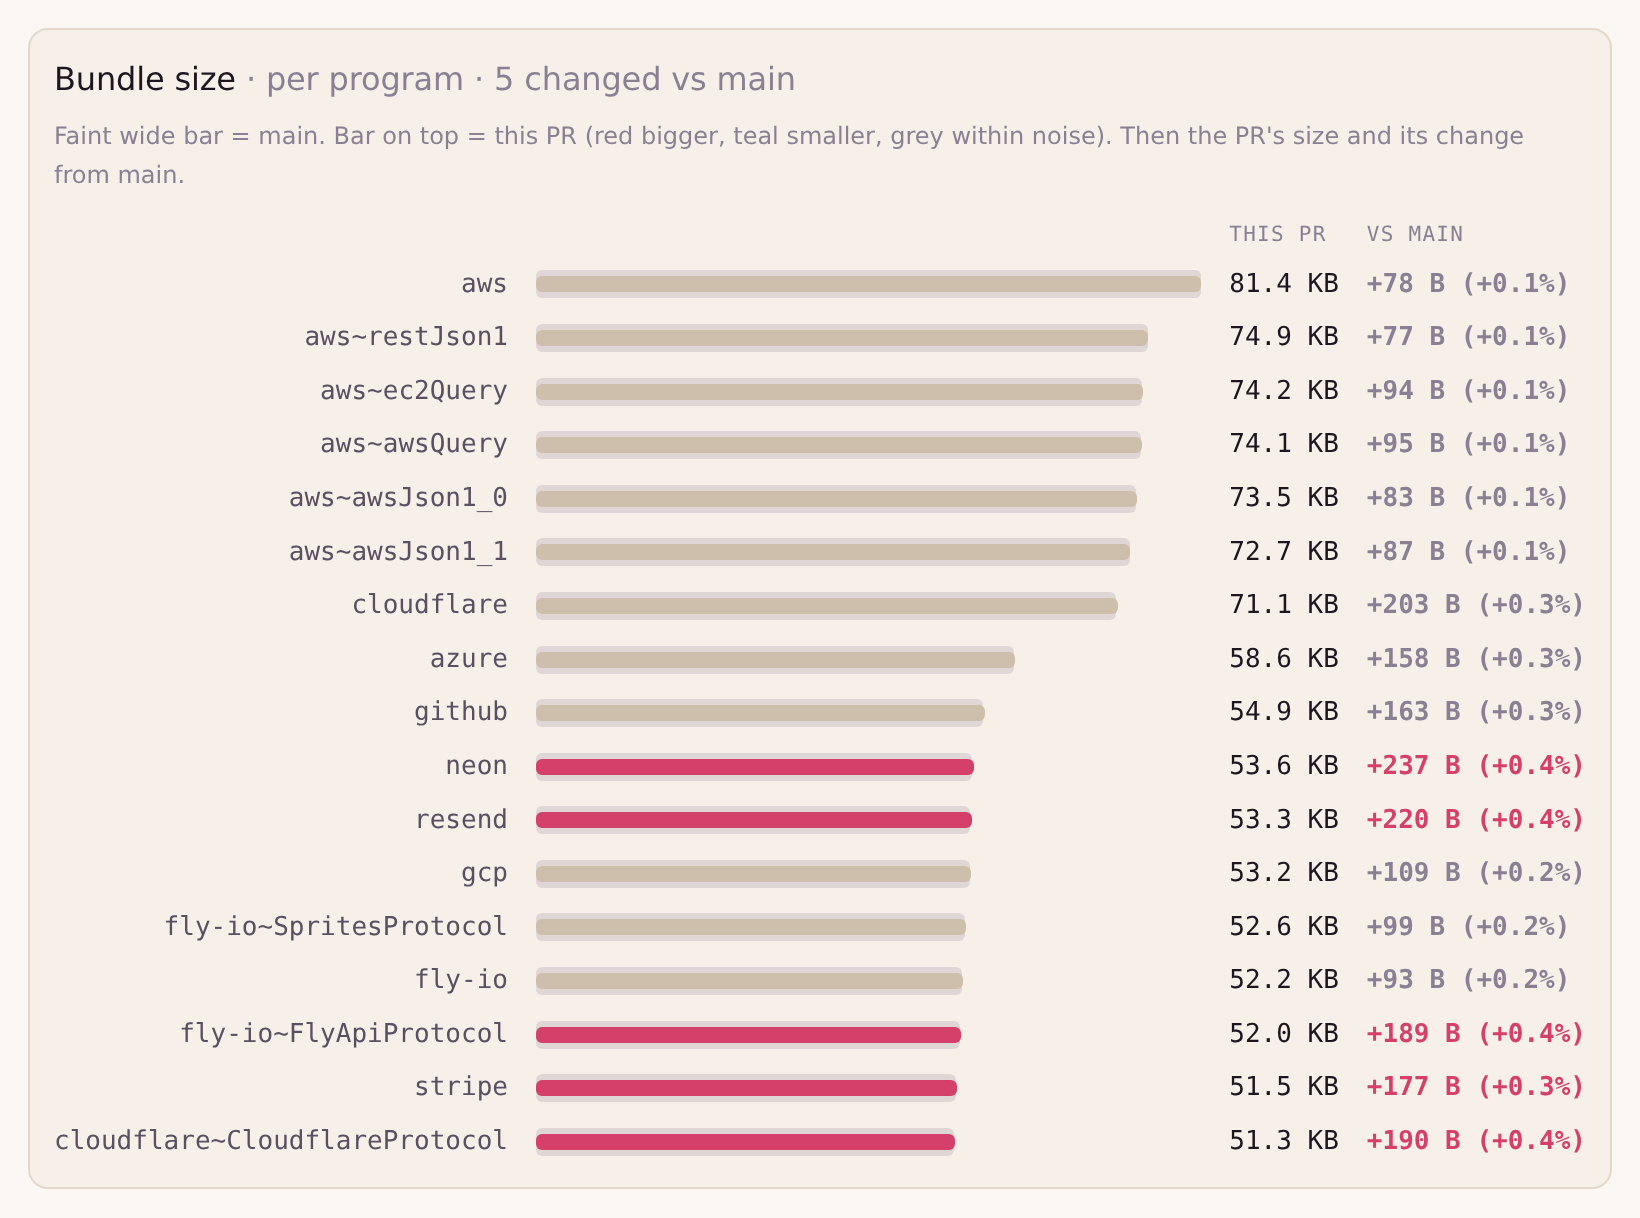 Bundle size · per program · 5 changed vs main
Faint wide bar = main. Bar on top = this PR (red bigger, teal smaller, grey within noise). Then the PR's size and its change
from main.
THIS PR VS MAIN
aws 81.4 KB +78 B (+0.1%)
aws~restJson1 74.9 KB +77 B (+0.1%)
aws~ec2Query 74.2 KB +94 B (+0.1%)
aws~awsQuery 74.1 KB +95 B (+0.1%)
aws~awsJson1_0 73.5 KB +83 B (+0.1%)
aws~awsJson1_1 72.7 KB +87 B (+0.1%)
cloudflare 71.1 KB +203 B (+0.3%)
azure 58.6 KB +158 B (+0.3%)
github 54.9 KB +163 B (+0.3%)
neon 53.6 KB +237 B (+0.4%)
resend 53.3 KB +220 B (+0.4%)
gcp 53.2 KB +109 B (+0.2%)
fly-io~SpritesProtocol 52.6 KB +99 B (+0.2%)
fly-io 52.2 KB +93 B (+0.2%)
fly-io~FlyApiProtocol 52.0 KB +189 B (+0.4%)
stripe 51.5 KB +177 B (+0.3%)
cloudflare~CloudflareProtocol 51.3 KB +190 B (+0.4%)